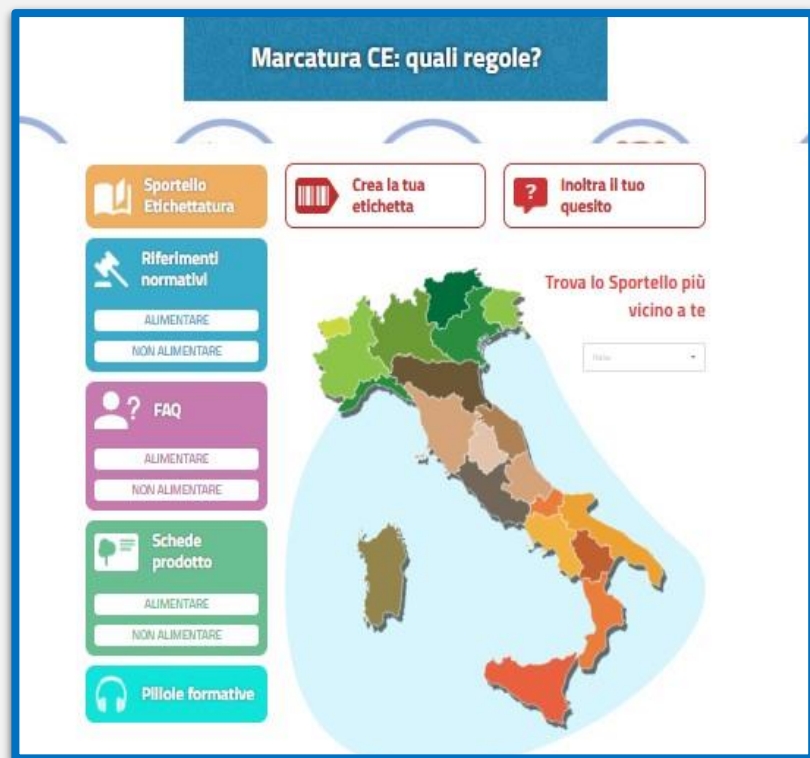 Marcatura CE: quali regole?
Sportello
Etichettatura
Crea la tua
etichetta
?
Inoltra il tuo
quesito
Riferimenti
normativi
ALIMENTARE
NON ALIMENTARE
Trova lo Sportello più
vicino a te
? FAQ
ALIMENTARE
NON ALIMENTARE
Schede
prodotto
ALIMENTARE
NON ALIMENTARE
Pillole formative